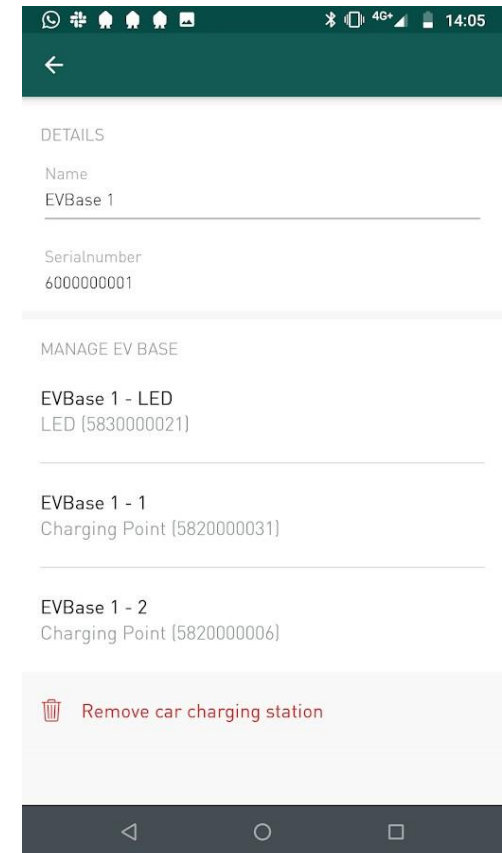 4G+ 14:05
DETAILS
Name
EVBase 1
Serialnumber
6000000001
MANAGE EV BASE
EVBase 1 - LED
LED (5830000021)
EVBase 1 - 1
Charging Point (5820000031)
EVBase 1 - 2
Charging Point (5820000006)
Remove car charging station